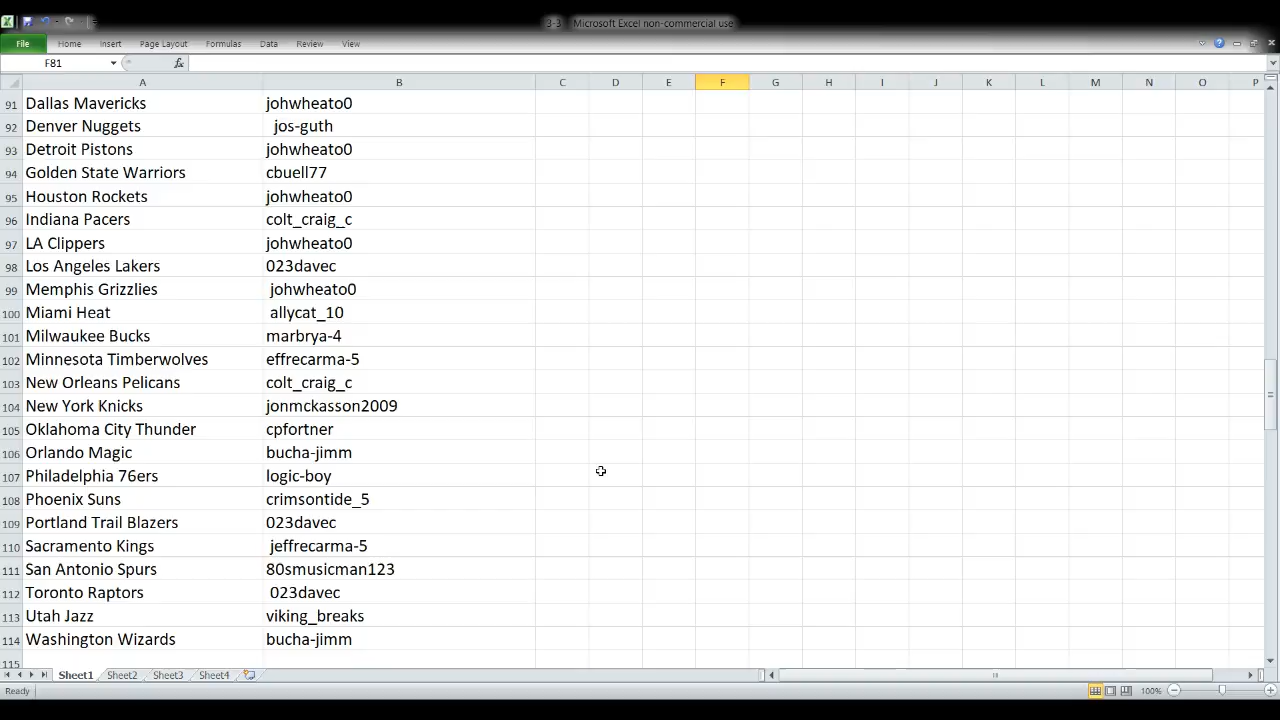 3-3 Microsoft Excel non-commercial use
File Home Insert Page Layout Formulas Data Review View
F81 fx
A B C D E F G H I J K L M N O P
91 Dallas Mavericks johwheato0
92 Denver Nuggets jos-guth
93 Detroit Pistons johwheato0
94 Golden State Warriors cbuell77
95 Houston Rockets johwheato0
96 Indiana Pacers colt_craig_c
97 LA Clippers johwheato0
98 Los Angeles Lakers 023davec
99 Memphis Grizzlies johwheato0
100 Miami Heat allycat_10
101 Milwaukee Bucks marbrya-4
102 Minnesota Timberwolves effrecarma-5
103 New Orleans Pelicans colt_craig_c
104 New York Knicks jonmckasson2009
105 Oklahoma City Thunder cpfortner
106 Orlando Magic bucha-jimm
107 Philadelphia 76ers logic-boy
108 Phoenix Suns crimsontide_5
109 Portland Trail Blazers 023davec
110 Sacramento Kings jeffrecarma-5
111 San Antonio Spurs 80smusicman123
112 Toronto Raptors 023davec
113 Utah Jazz viking_breaks
114 Washington Wizards bucha-jimm
115
Sheet1 Sheet2 Sheet3 Sheet4
Ready 100%